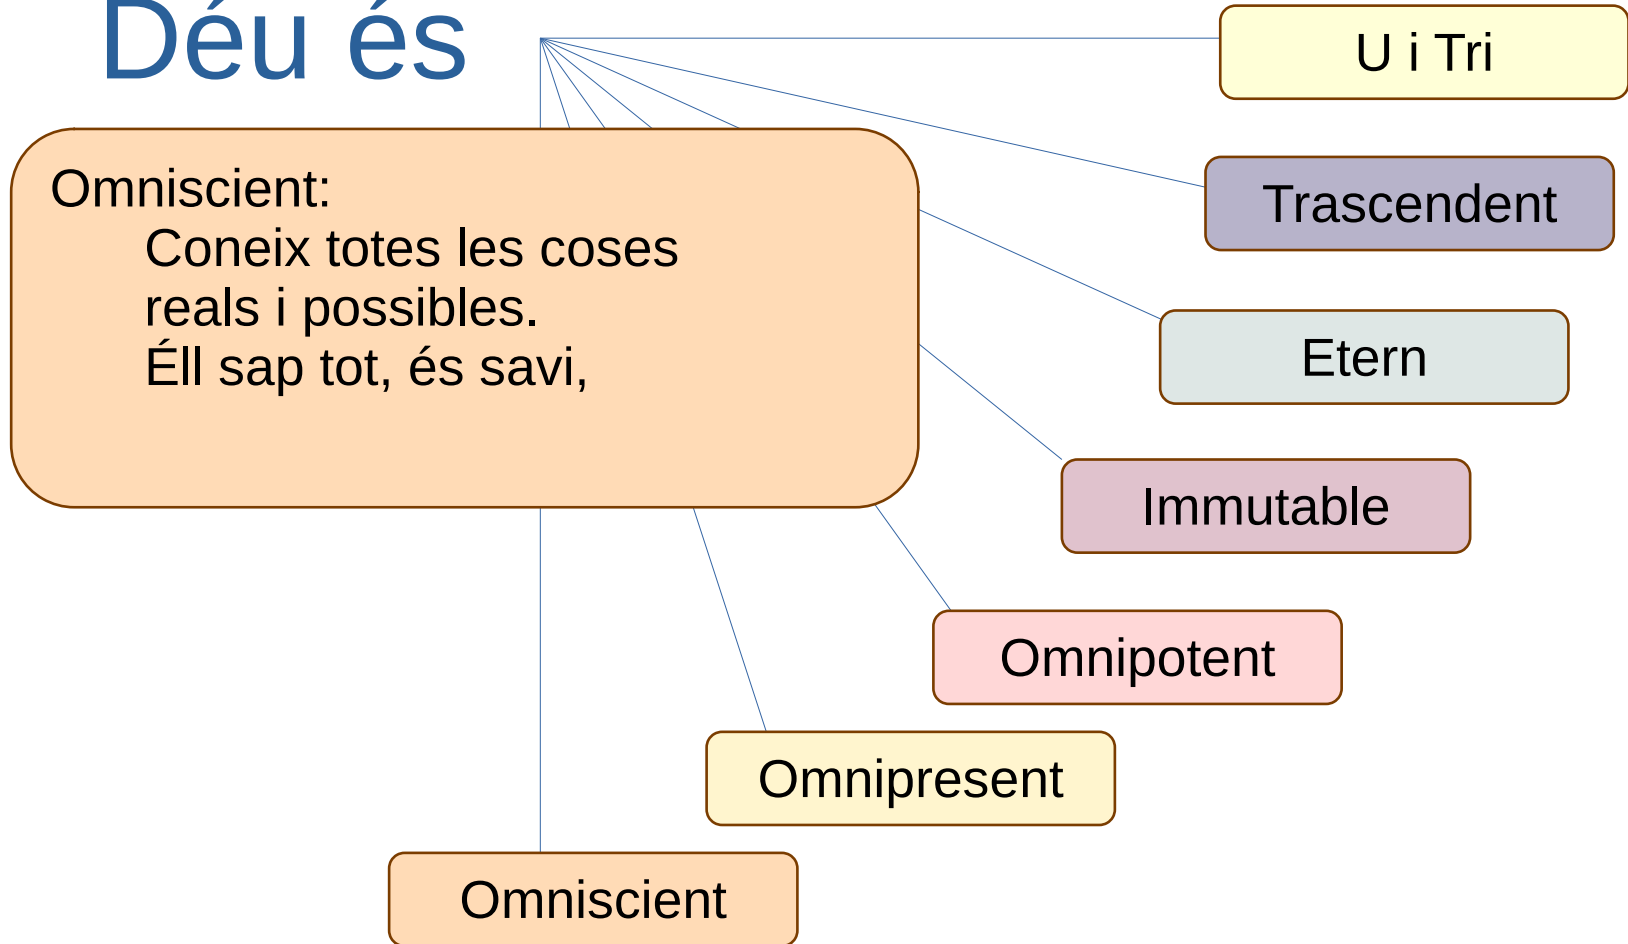 Déu és
U i Tri
Trascendent
Omniscient:
Coneix totes les coses
reals i possibles.
Éll sap tot, és savi,
Etern
Immutable
Omnipotent
Omnipresent
Omniscient